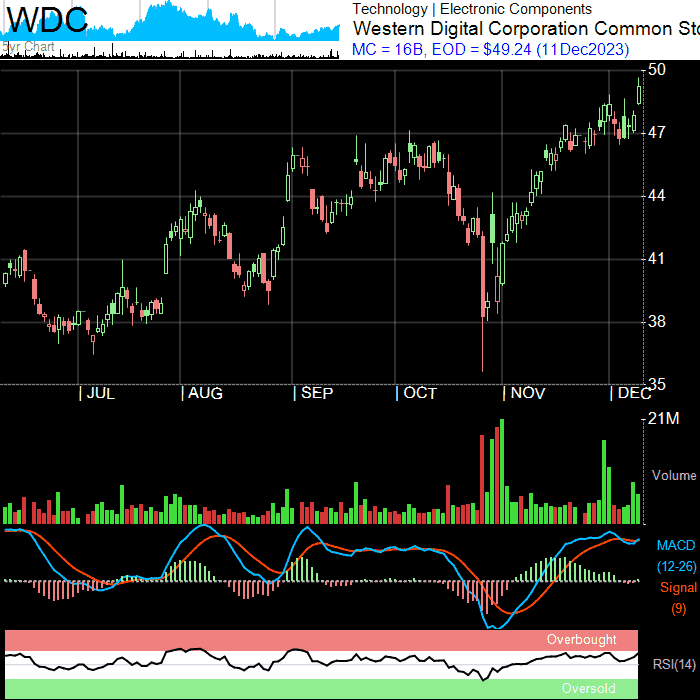 WDC
5yr Chart
Technology | Electronic Components
Western Digital Corporation Common Sto
MC = 16B, EOD = $49.24 (11Dec2023)
50
47
44
41
38
35
JUL
AUG
SEP
OCT
NOV
DEC
21M
Volume
MACD
(12-26)
Signal
(9)
Overbought
RSI(14)
Oversold